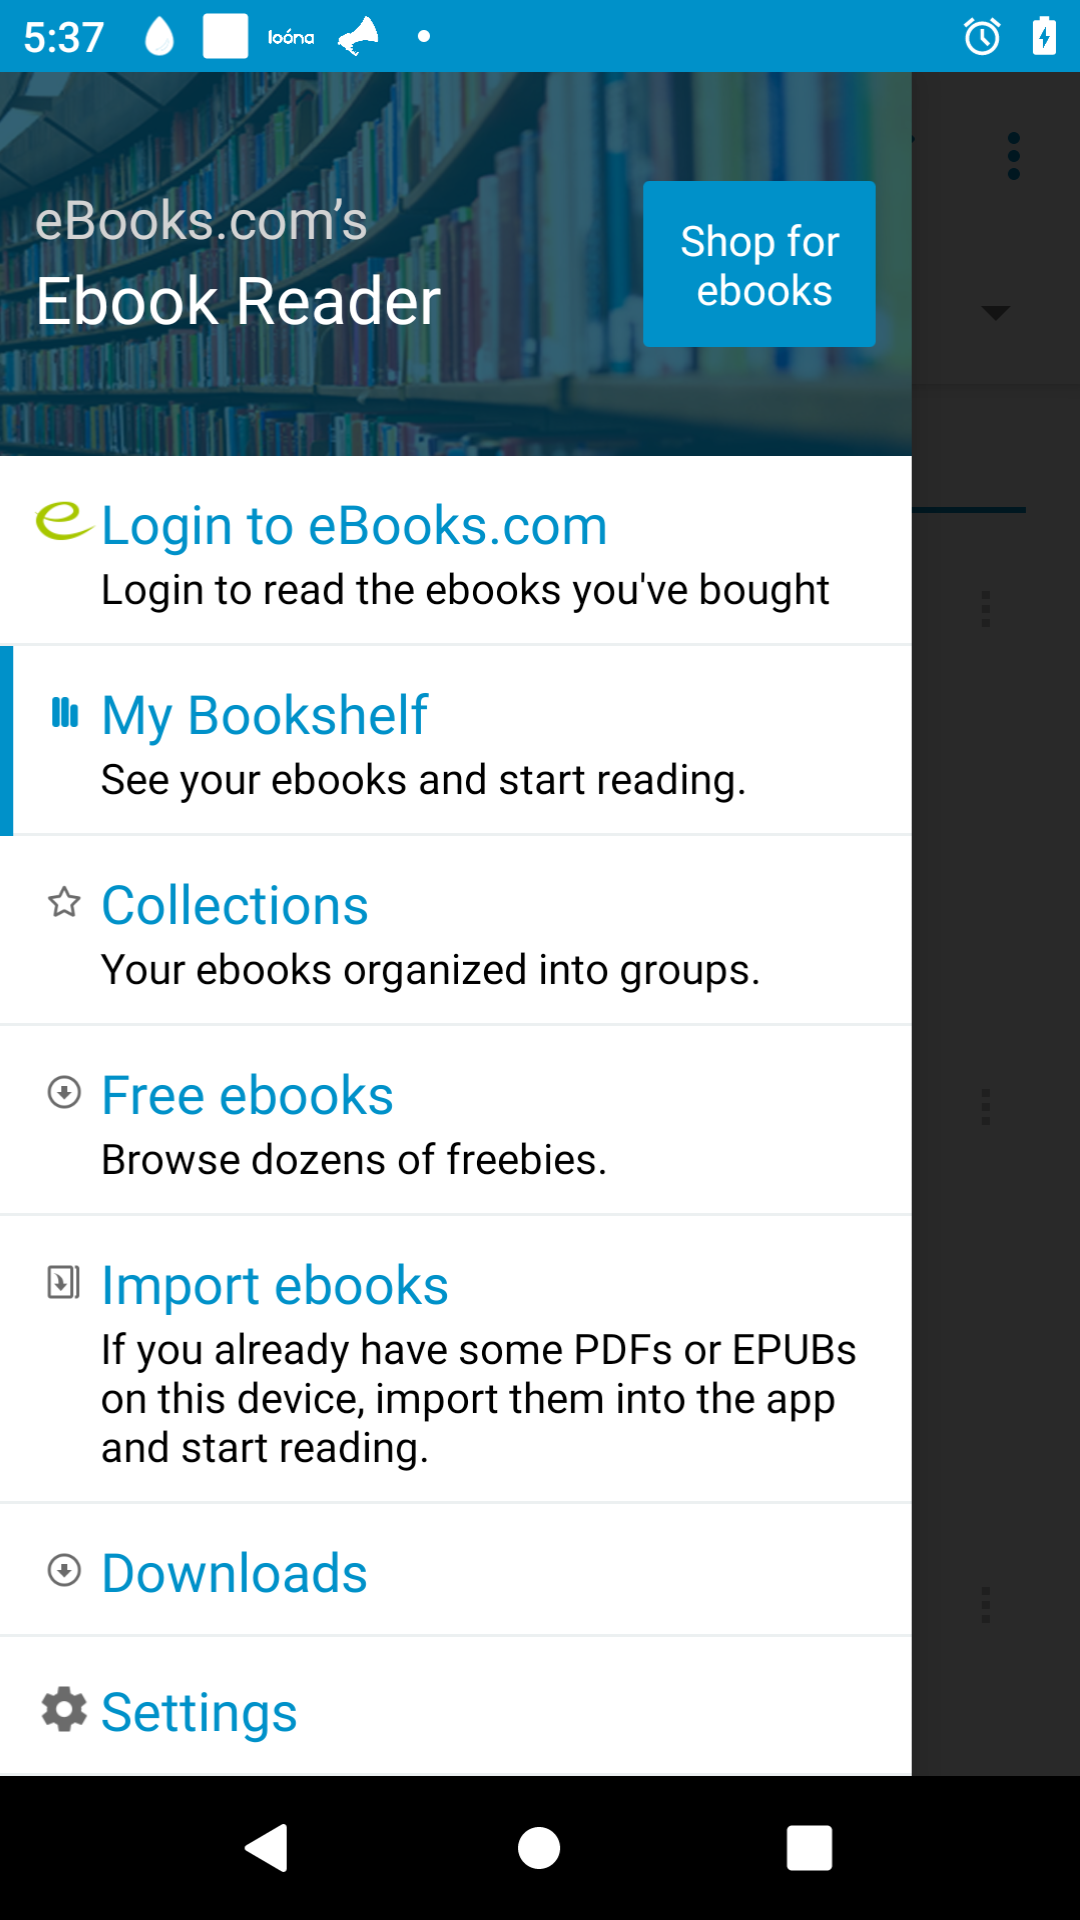 5:37
loóna
eBooks.com’s
Ebook Reader
Shop for
ebooks
Login to eBooks.com
Login to read the ebooks you've bought
My Bookshelf
See your ebooks and start reading.
Collections
Your ebooks organized into groups.
Free ebooks
Browse dozens of freebies.
Import ebooks
If you already have some PDFs or EPUBs
on this device, import them into the app
and start reading.
Downloads
Settings